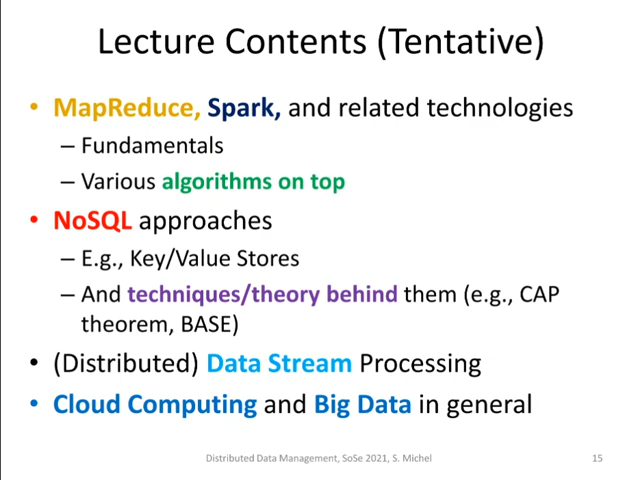 Lecture Contents (Tentative)
• MapReduce, Spark, and related technologies
– Fundamentals
– Various algorithms on top
• NoSQL approaches
– E.g., Key/Value Stores
– And techniques/theory behind them (e.g., CAP
theorem, BASE)
• (Distributed) Data Stream Processing
• Cloud Computing and Big Data in general
Distributed Data Management, SoSe 2021, S. Michel
15